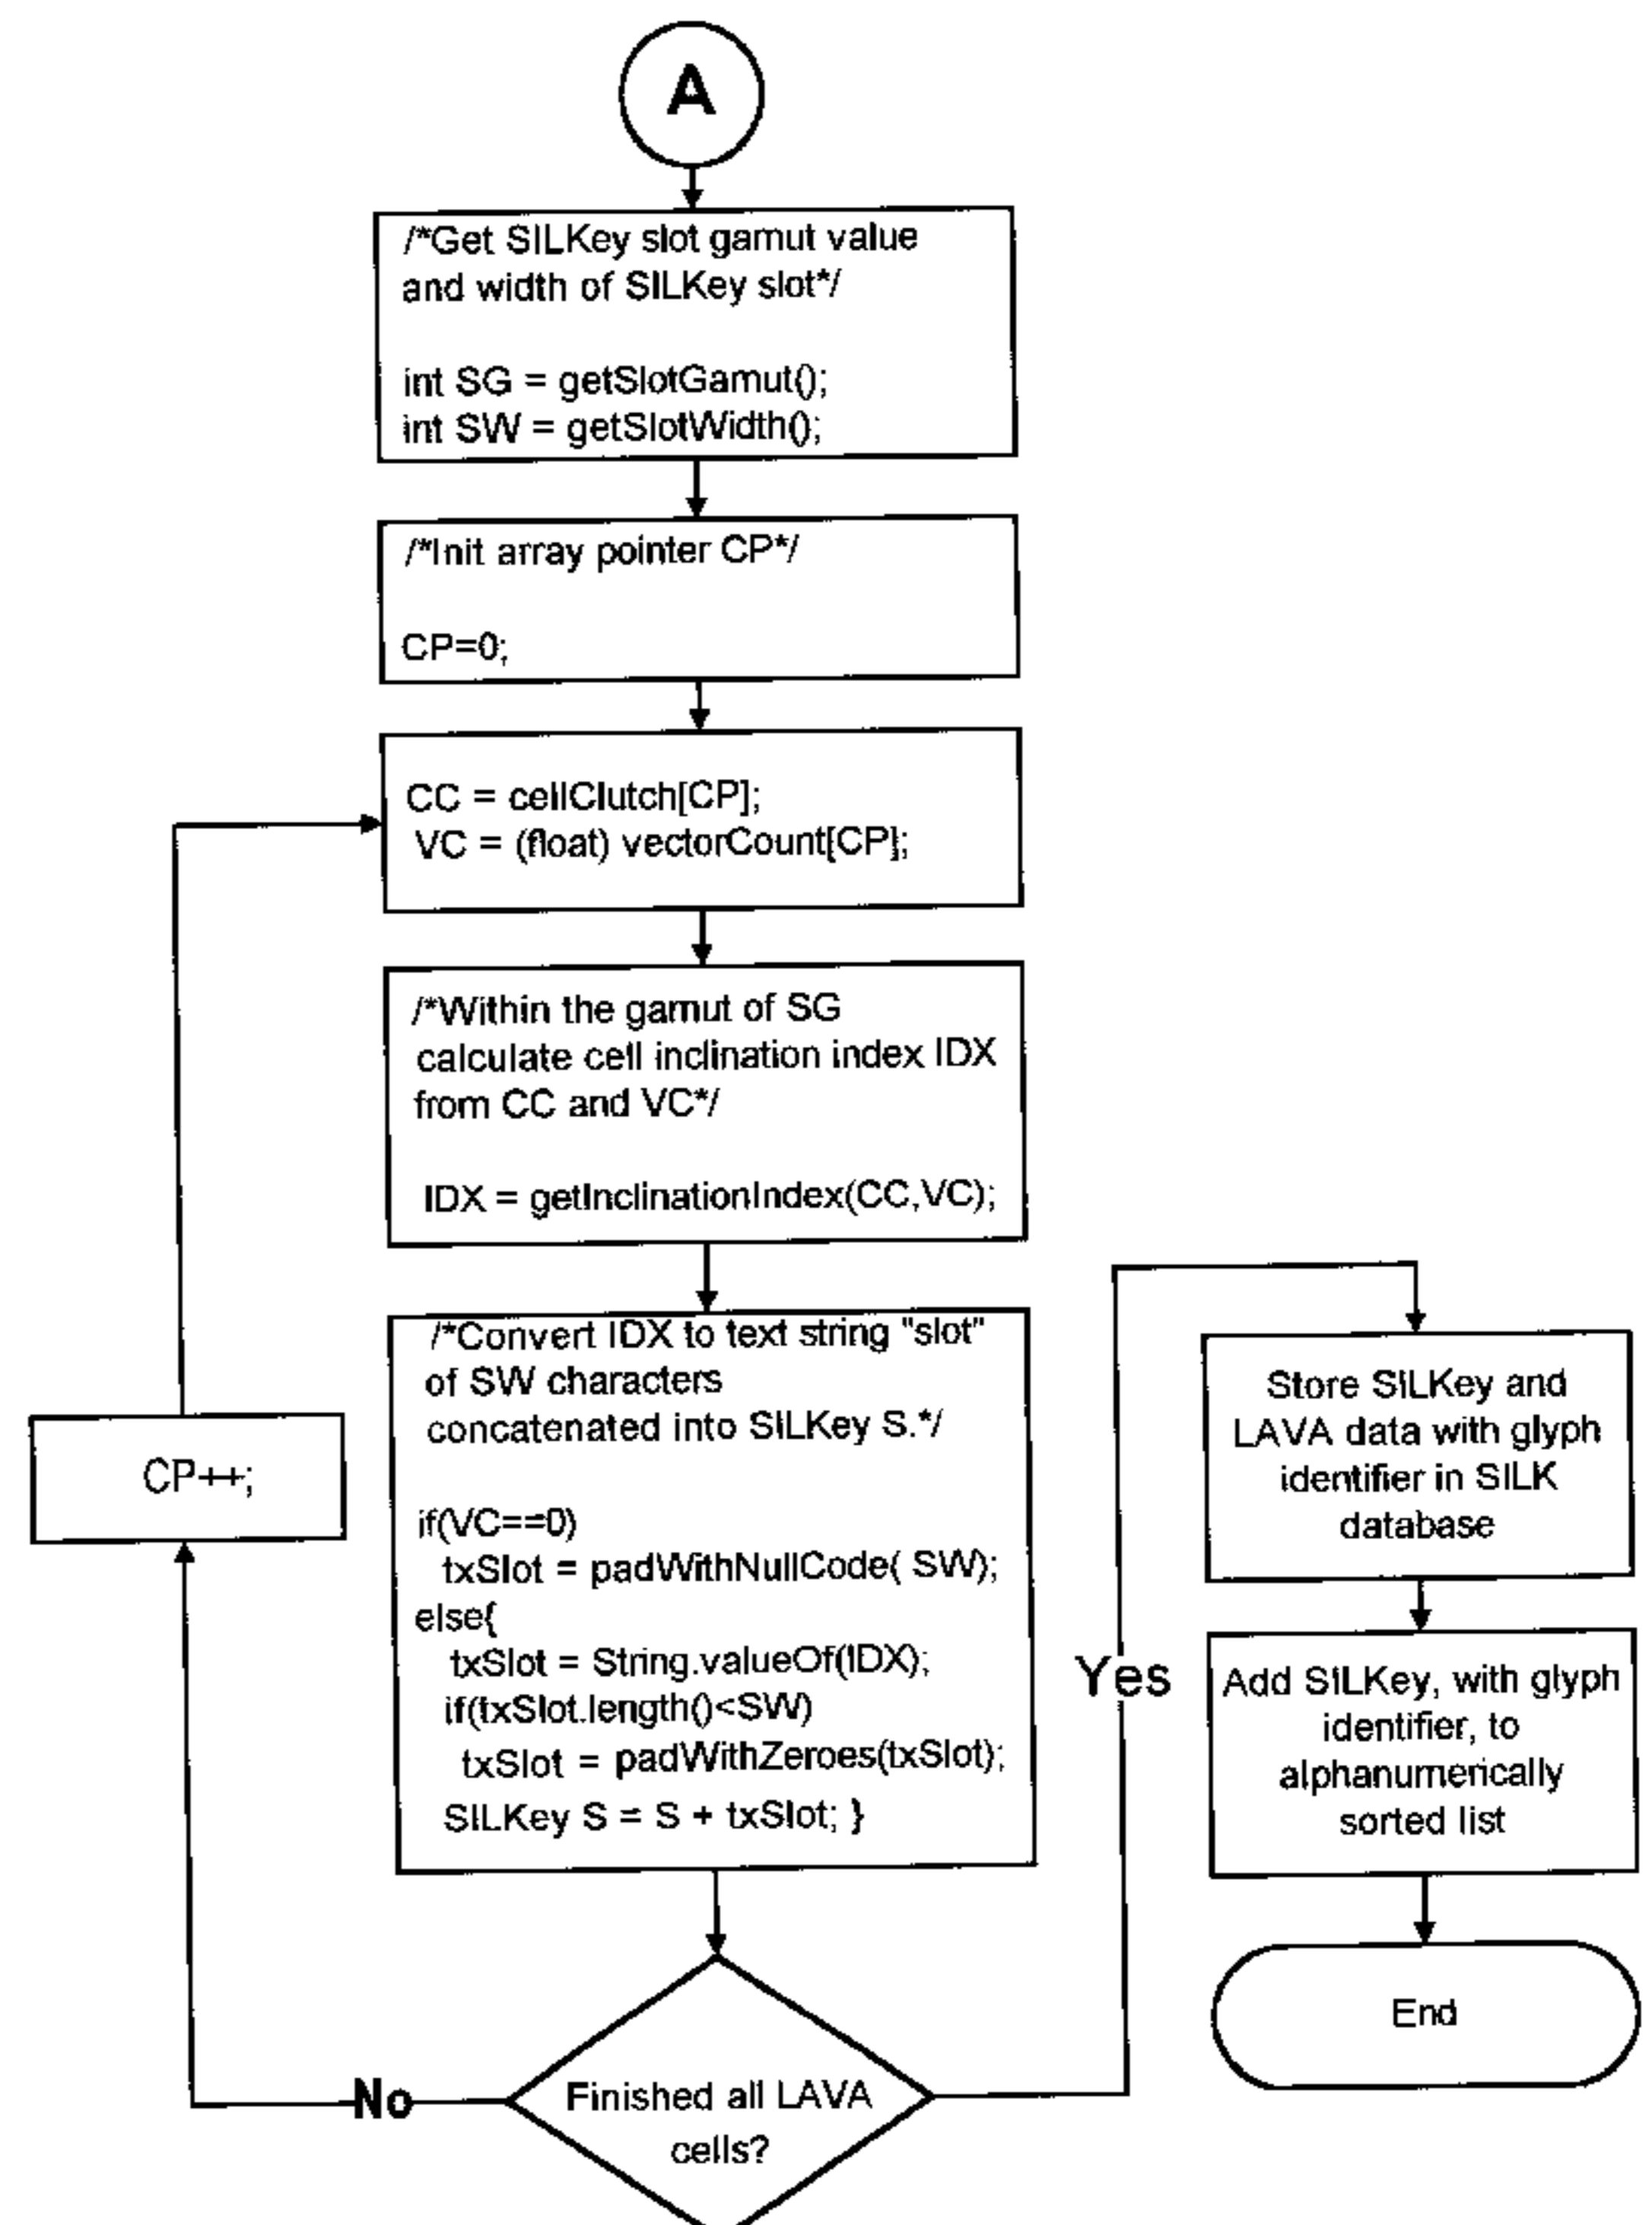 A
/*Get SILKey slot gamut value
and width of SILKey slot*/
int SG = getSlotGamut();
int SW = getSlotWidth();
/*Init array pointer CP*/
CP=0;
CC = cellClutch[CP];
VC = (float) vectorCount[CP];
/*Within the gamut of SG
calculate cell inclination index IDX
from CC and VC*/
IDX = getInclinationIndex(CC,VC);
/*Convert IDX to text string "slot"
of SW characters
concatenated into SILKey S.*/
if(VC==0)
txSlot = padWithNullCode( SW);
else{
txSlot = String.valueOf(IDX);
if(txSlot.length()<SW)
txSlot = padWithZeroes(txSlot);
SILKey S = S + txSlot; }
CP++;
Finished all LAVA
cells?
No
Yes
Store SILKey and
LAVA data with glyph
identifier in SILK
database
Add SILKey, with glyph
identifier, to
alphanumerically
sorted list
End